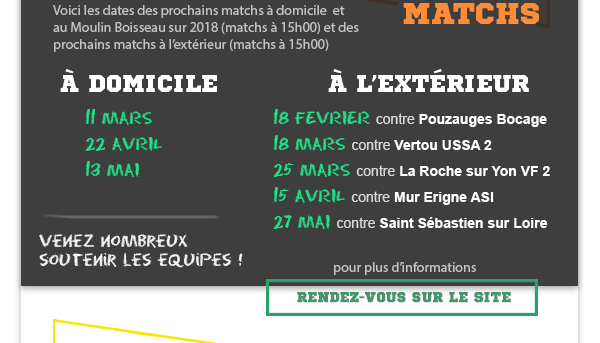 Voici les dates des prochains matchs à domicile et
au Moulin Boisseau sur 2018 (matchs à 15h00) et des
prochains matchs à l'extérieur (matchs à 15h00)
MATCHS
À DOMICILE
11 MARS
22 AVRIL
13 MAI
VENEZ NOMBREUX
SOUTENIR LES EQUIPES !
À L'EXTÉRIEUR
18 FEVRIER contre Pouzauges Bocage
18 MARS contre Vertou USSA 2
25 MARS contre La Roche sur Yon VF 2
15 AVRIL contre Mur Erigne ASI
27 MAI contre Saint Sébastien sur Loire
pour plus d'informations
RENDEZ-VOUS SUR LE SITE